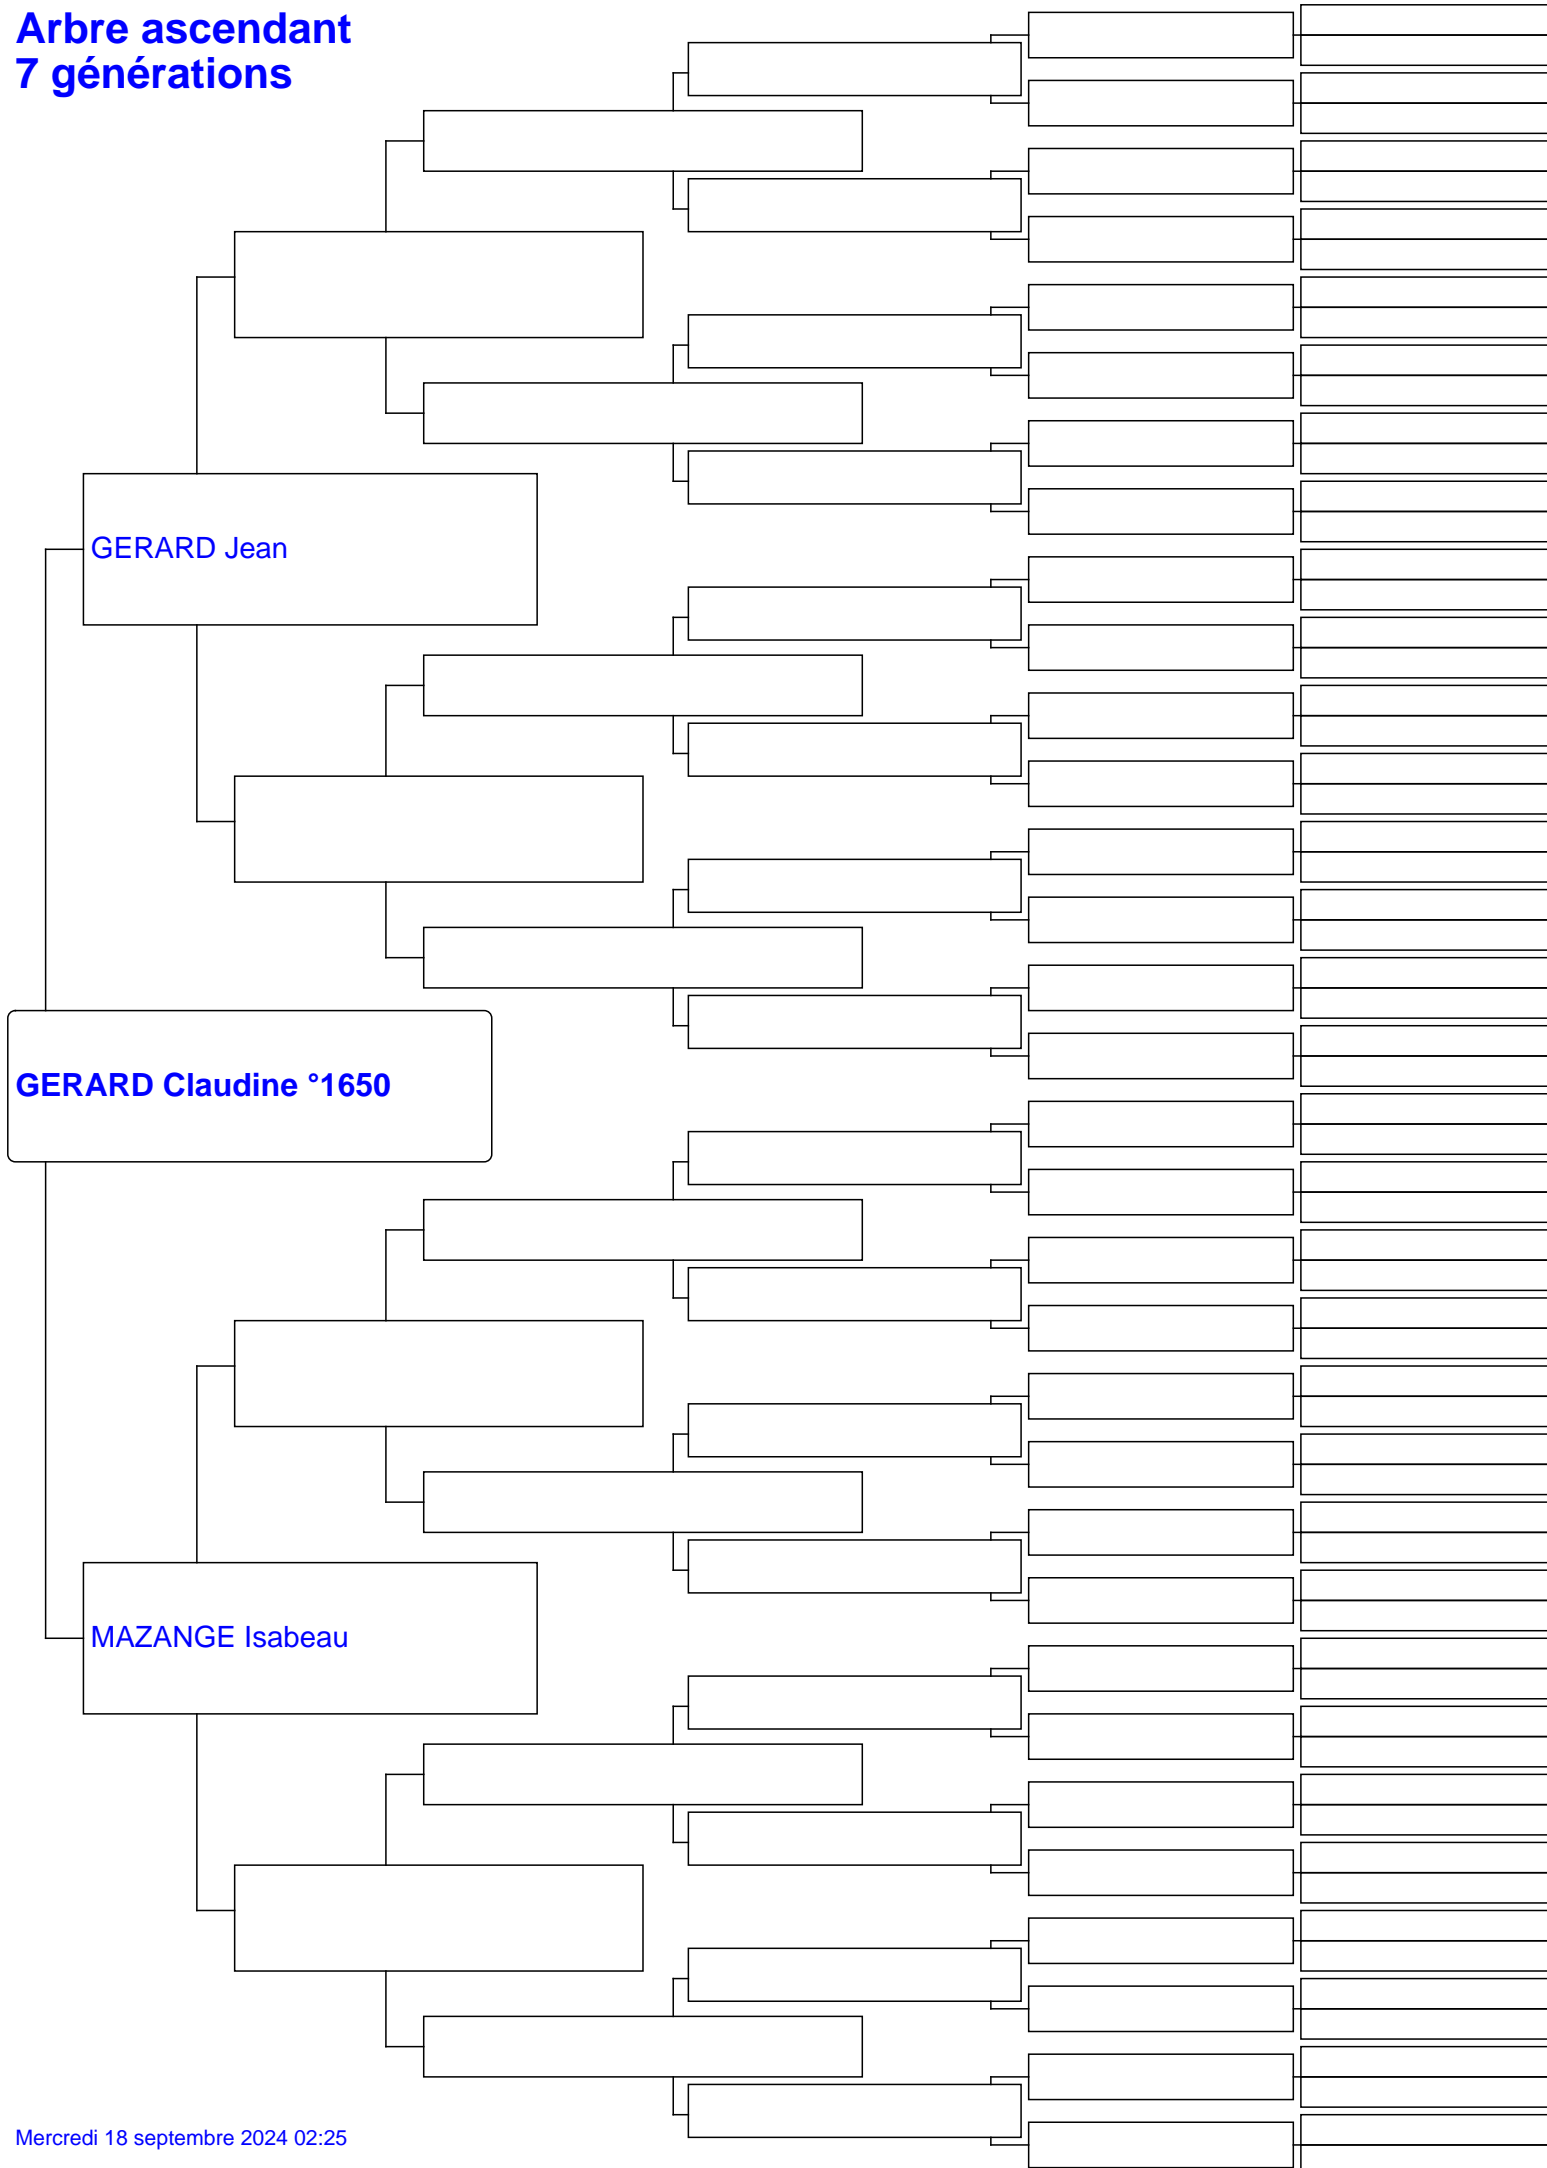 Arbre ascendant
7 générations
GERARD Jean
GERARD Claudine °1650
MAZANGE Isabeau
Mercredi 18 septembre 2024 02:25